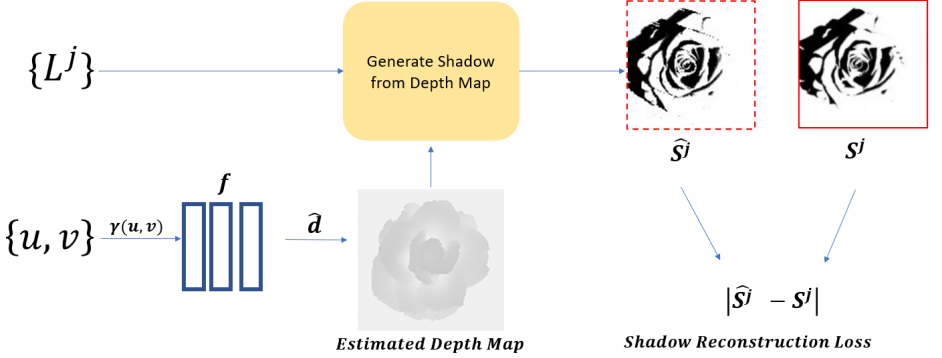 {L^j}
Generate Shadow
from Depth Map
Ŝ^j
S^j
f
{u, v}
γ(u, v)
d̂
|Ŝ^j − S^j|
Estimated Depth Map
Shadow Reconstruction Loss